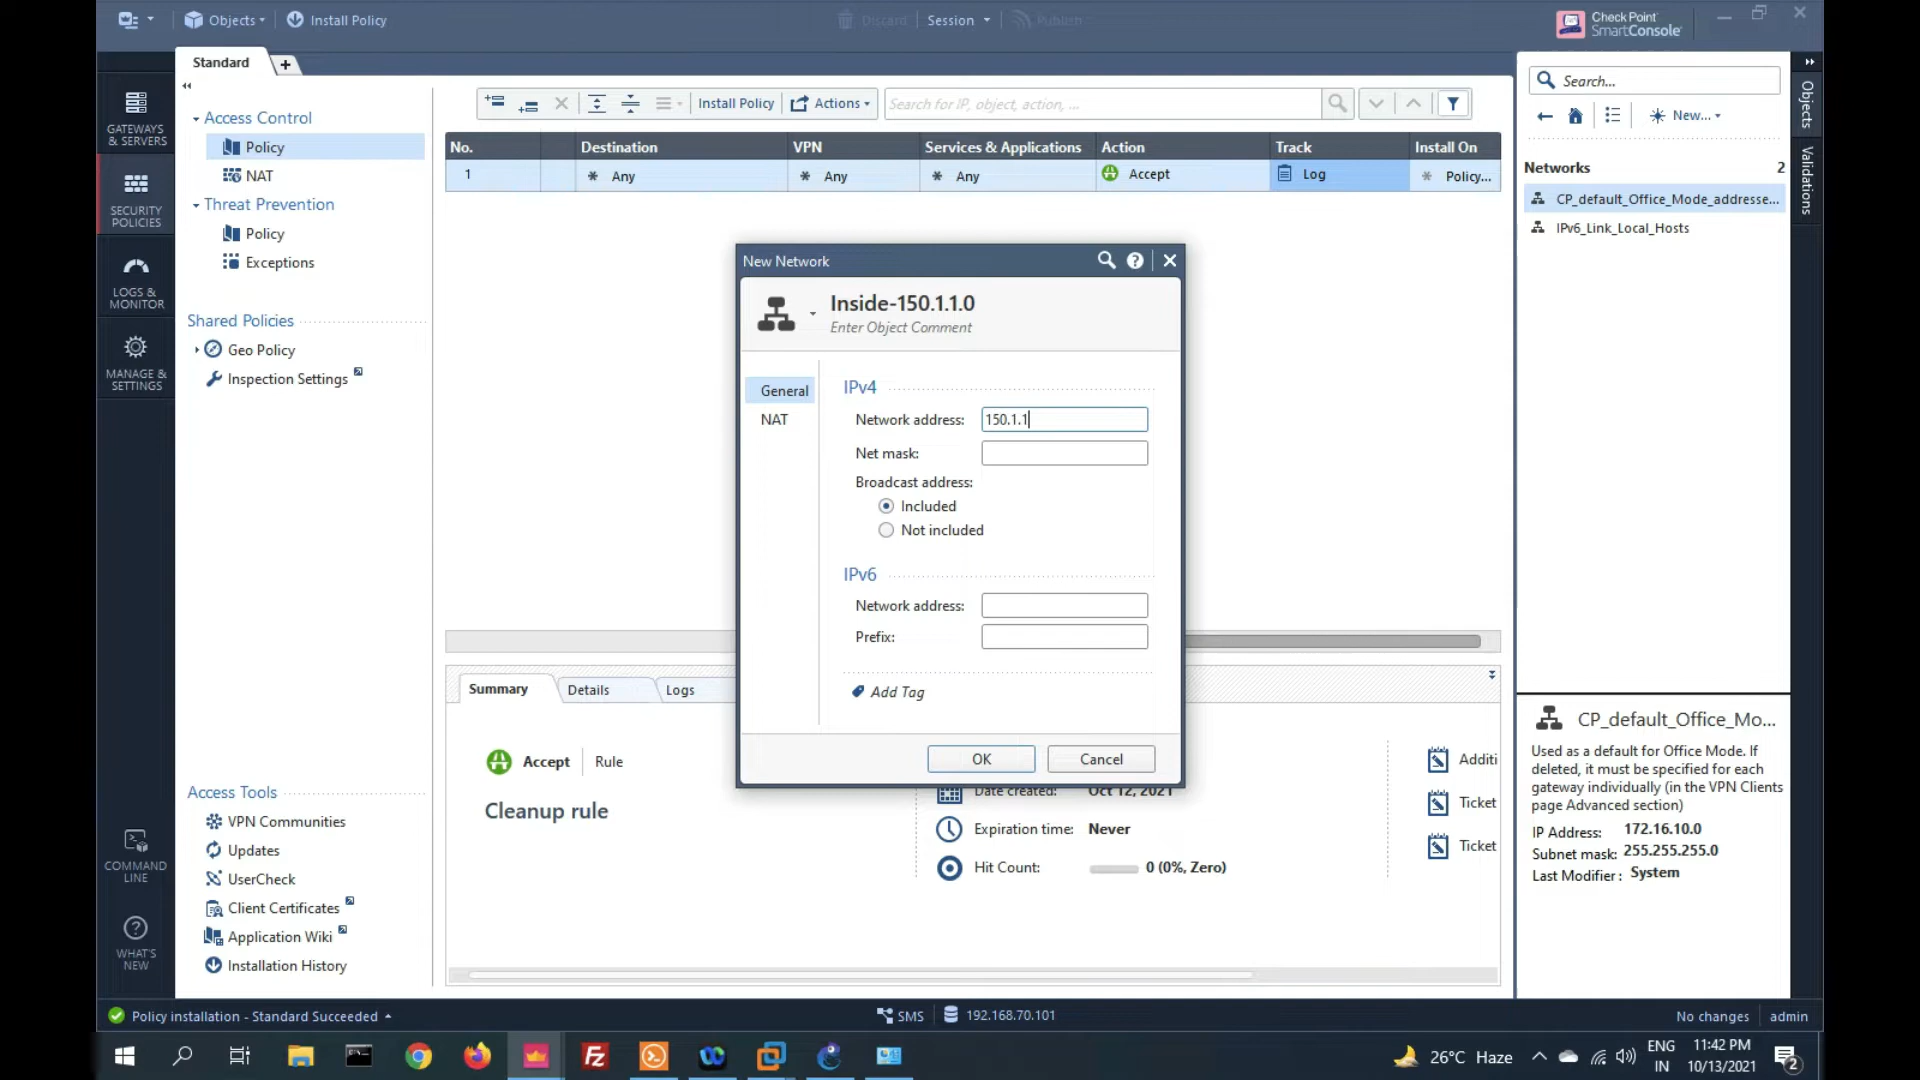 Objects
Install Policy
Discard
Session
Publish
Check Point
SmartConsole
Standard
GATEWAYS
& SERVERS
SECURITY
POLICIES
LOGS &
MONITOR
MANAGE &
SETTINGS
COMMAND
LINE
WHAT'S
NEW
Access Control
Policy
NAT
Threat Prevention
Policy
Exceptions
Shared Policies
Geo Policy
Inspection Settings
Access Tools
VPN Communities
Updates
UserCheck
Client Certificates
Application Wiki
Installation History
Install Policy
Actions
Search for IP, object, action, ...
No.
Destination
VPN
Services & Applications
Action
Track
Install On
1
Any
Any
Any
Accept
Log
Policy...
New Network
Inside-150.1.1.0
Enter Object Comment
General
NAT
IPv4
Network address:
150.1.1
Net mask:
Broadcast address:
Included
Not included
IPv6
Network address:
Prefix:
Add Tag
OK
Cancel
Summary
Details
Logs
Accept
Rule
Cleanup rule
Date created:
Oct 12, 2021
Expiration time:
Never
Hit Count:
0 (0%, Zero)
Additi
Ticket
Ticket
Search...
New...
Networks
2
CP_default_Office_Mode_addresse...
IPv6_Link_Local_Hosts
Objects
Validations
CP_default_Office_Mo...
Used as a default for Office Mode. If
deleted, it must be specified for each
gateway individually (in the VPN Clients
page Advanced section)
IP Address: 172.16.10.0
Subnet mask: 255.255.255.0
Last Modifier : System
Policy installation - Standard Succeeded
SMS
192.168.70.101
No changes
admin
26°C Haze
ENG
IN
11:42 PM
10/13/2021
2